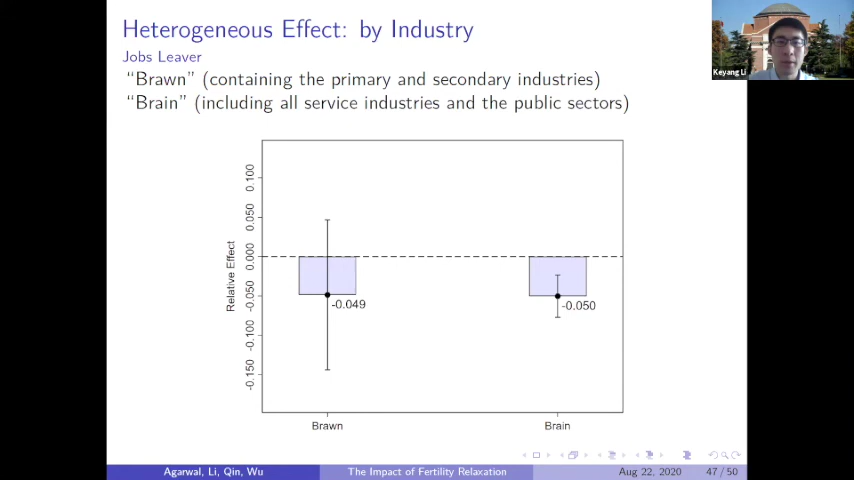 Heterogeneous Effect: by Industry
Jobs Leaver
“Brawn” (containing the primary and secondary industries)
“Brain” (including all service industries and the public sectors)
Keyang Li
Relative Effect
0.100
0.050
0.000
-0.050
-0.100
-0.150
-0.049
-0.050
Brawn
Brain
Agarwal, Li, Qin, Wu
The Impact of Fertility Relaxation
Aug 22, 2020
47 / 50